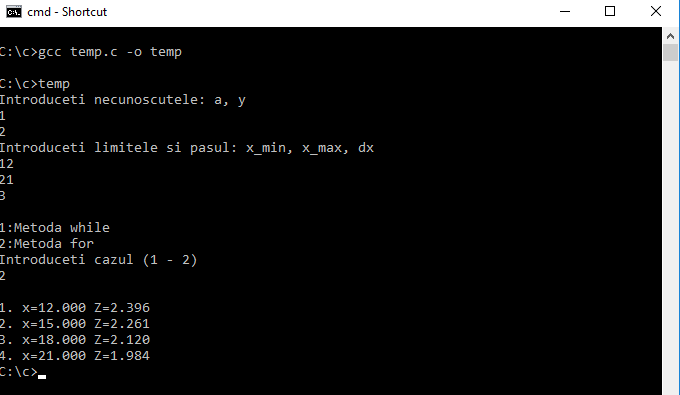 cmd - Shortcut
C:\c>gcc temp.c -o temp
C:\c>temp
Introduceti necunoscutele: a, y
1
2
Introduceti limitele si pasul: x_min, x_max, dx
12
21
3
1:Metoda while
2:Metoda for
Introduceti cazul (1 - 2)
2
1. x=12.000 Z=2.396
2. x=15.000 Z=2.261
3. x=18.000 Z=2.120
4. x=21.000 Z=1.984
C:\c>